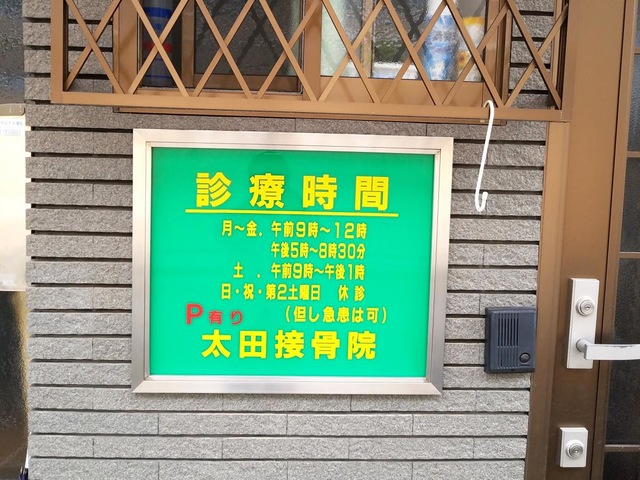 診療時間
月～金．午前9時～12時
午後5時～8時30分
土．午前9時～午後1時
日・祝・第2土曜日 休診
P有り （但し急患は可）
太田接骨院